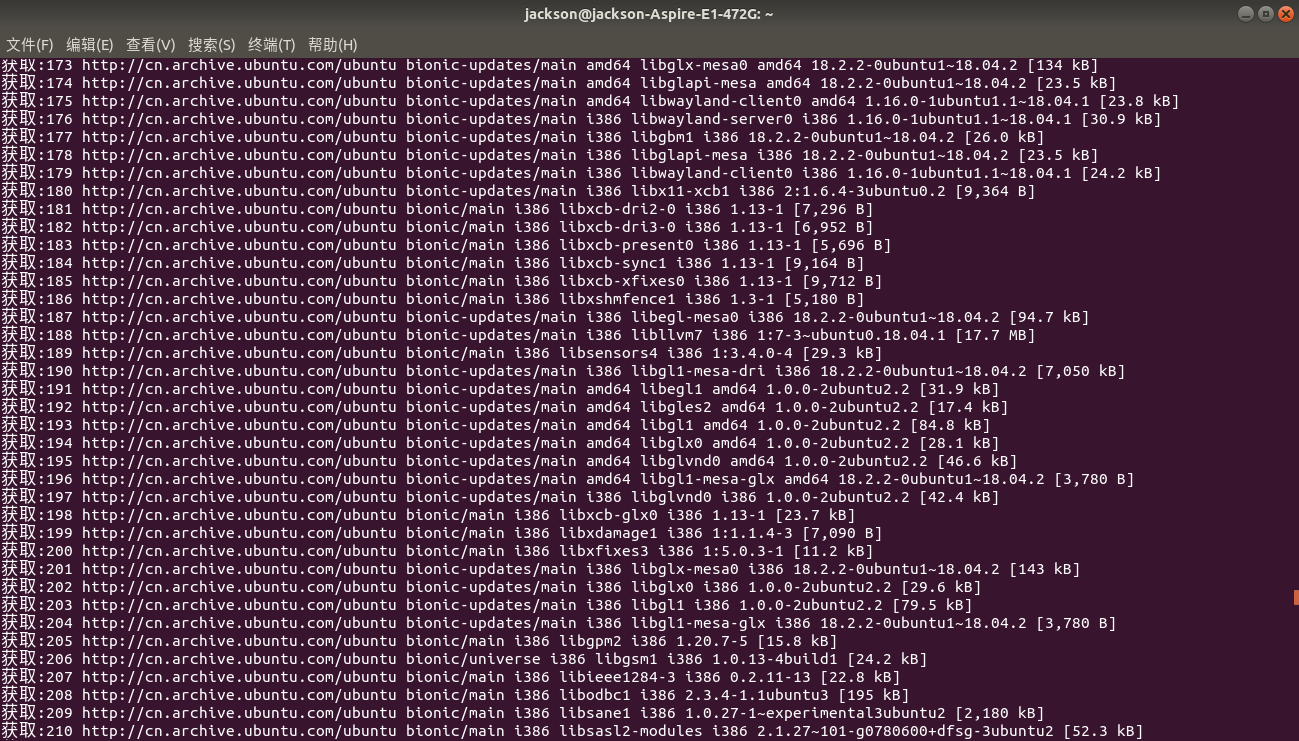 jackson@jackson-Aspire-E1-472G: ~
文件(F) 编辑(E) 查看(V) 搜索(S) 终端(T) 帮助(H)
获取:173 http://cn.archive.ubuntu.com/ubuntu bionic-updates/main amd64 libglx-mesa0 amd64 18.2.2-0ubuntu1~18.04.2 [134 kB]
获取:174 http://cn.archive.ubuntu.com/ubuntu bionic-updates/main amd64 libglapi-mesa amd64 18.2.2-0ubuntu1~18.04.2 [23.5 kB]
获取:175 http://cn.archive.ubuntu.com/ubuntu bionic-updates/main amd64 libwayland-client0 amd64 1.16.0-1ubuntu1.1~18.04.1 [23.8 kB]
获取:176 http://cn.archive.ubuntu.com/ubuntu bionic-updates/main i386 libwayland-server0 i386 1.16.0-1ubuntu1.1~18.04.1 [30.9 kB]
获取:177 http://cn.archive.ubuntu.com/ubuntu bionic-updates/main i386 libgbm1 i386 18.2.2-0ubuntu1~18.04.2 [26.0 kB]
获取:178 http://cn.archive.ubuntu.com/ubuntu bionic-updates/main i386 libglapi-mesa i386 18.2.2-0ubuntu1~18.04.2 [23.5 kB]
获取:179 http://cn.archive.ubuntu.com/ubuntu bionic-updates/main i386 libwayland-client0 i386 1.16.0-1ubuntu1.1~18.04.1 [24.2 kB]
获取:180 http://cn.archive.ubuntu.com/ubuntu bionic-updates/main i386 libx11-xcb1 i386 2:1.6.4-3ubuntu0.2 [9,364 B]
获取:181 http://cn.archive.ubuntu.com/ubuntu bionic/main i386 libxcb-dri2-0 i386 1.13-1 [7,296 B]
获取:182 http://cn.archive.ubuntu.com/ubuntu bionic/main i386 libxcb-dri3-0 i386 1.13-1 [6,952 B]
获取:183 http://cn.archive.ubuntu.com/ubuntu bionic/main i386 libxcb-present0 i386 1.13-1 [5,696 B]
获取:184 http://cn.archive.ubuntu.com/ubuntu bionic/main i386 libxcb-sync1 i386 1.13-1 [9,164 B]
获取:185 http://cn.archive.ubuntu.com/ubuntu bionic/main i386 libxcb-xfixes0 i386 1.13-1 [9,712 B]
获取:186 http://cn.archive.ubuntu.com/ubuntu bionic/main i386 libxshmfence1 i386 1.3-1 [5,180 B]
获取:187 http://cn.archive.ubuntu.com/ubuntu bionic-updates/main i386 libegl-mesa0 i386 18.2.2-0ubuntu1~18.04.2 [94.7 kB]
获取:188 http://cn.archive.ubuntu.com/ubuntu bionic-updates/main i386 libllvm7 i386 1:7-3~ubuntu0.18.04.1 [17.7 MB]
获取:189 http://cn.archive.ubuntu.com/ubuntu bionic/main i386 libsensors4 i386 1:3.4.0-4 [29.3 kB]
获取:190 http://cn.archive.ubuntu.com/ubuntu bionic-updates/main i386 libgl1-mesa-dri i386 18.2.2-0ubuntu1~18.04.2 [7,050 kB]
获取:191 http://cn.archive.ubuntu.com/ubuntu bionic-updates/main amd64 libegl1 amd64 1.0.0-2ubuntu2.2 [31.9 kB]
获取:192 http://cn.archive.ubuntu.com/ubuntu bionic-updates/main amd64 libgles2 amd64 1.0.0-2ubuntu2.2 [17.4 kB]
获取:193 http://cn.archive.ubuntu.com/ubuntu bionic-updates/main amd64 libgl1 amd64 1.0.0-2ubuntu2.2 [84.8 kB]
获取:194 http://cn.archive.ubuntu.com/ubuntu bionic-updates/main amd64 libglx0 amd64 1.0.0-2ubuntu2.2 [28.1 kB]
获取:195 http://cn.archive.ubuntu.com/ubuntu bionic-updates/main amd64 libglvnd0 amd64 1.0.0-2ubuntu2.2 [46.6 kB]
获取:196 http://cn.archive.ubuntu.com/ubuntu bionic-updates/main amd64 libgl1-mesa-glx amd64 18.2.2-0ubuntu1~18.04.2 [3,780 B]
获取:197 http://cn.archive.ubuntu.com/ubuntu bionic-updates/main i386 libglvnd0 i386 1.0.0-2ubuntu2.2 [42.4 kB]
获取:198 http://cn.archive.ubuntu.com/ubuntu bionic/main i386 libxcb-glx0 i386 1.13-1 [23.7 kB]
获取:199 http://cn.archive.ubuntu.com/ubuntu bionic/main i386 libxdamage1 i386 1:1.1.4-3 [7,090 B]
获取:200 http://cn.archive.ubuntu.com/ubuntu bionic/main i386 libxfixes3 i386 1:5.0.3-1 [11.2 kB]
获取:201 http://cn.archive.ubuntu.com/ubuntu bionic-updates/main i386 libglx-mesa0 i386 18.2.2-0ubuntu1~18.04.2 [143 kB]
获取:202 http://cn.archive.ubuntu.com/ubuntu bionic-updates/main i386 libglx0 i386 1.0.0-2ubuntu2.2 [29.6 kB]
获取:203 http://cn.archive.ubuntu.com/ubuntu bionic-updates/main i386 libgl1 i386 1.0.0-2ubuntu2.2 [79.5 kB]
获取:204 http://cn.archive.ubuntu.com/ubuntu bionic-updates/main i386 libgl1-mesa-glx i386 18.2.2-0ubuntu1~18.04.2 [3,780 B]
获取:205 http://cn.archive.ubuntu.com/ubuntu bionic/main i386 libgpm2 i386 1.20.7-5 [15.8 kB]
获取:206 http://cn.archive.ubuntu.com/ubuntu bionic/universe i386 libgsm1 i386 1.0.13-4build1 [24.2 kB]
获取:207 http://cn.archive.ubuntu.com/ubuntu bionic/main i386 libieee1284-3 i386 0.2.11-13 [22.8 kB]
获取:208 http://cn.archive.ubuntu.com/ubuntu bionic/main i386 libodbc1 i386 2.3.4-1.1ubuntu3 [195 kB]
获取:209 http://cn.archive.ubuntu.com/ubuntu bionic/main i386 libsane1 i386 1.0.27-1~experimental3ubuntu2 [2,180 kB]
获取:210 http://cn.archive.ubuntu.com/ubuntu bionic/main i386 libsasl2-modules i386 2.1.27~101-g0780600+dfsg-3ubuntu2 [52.3 kB]